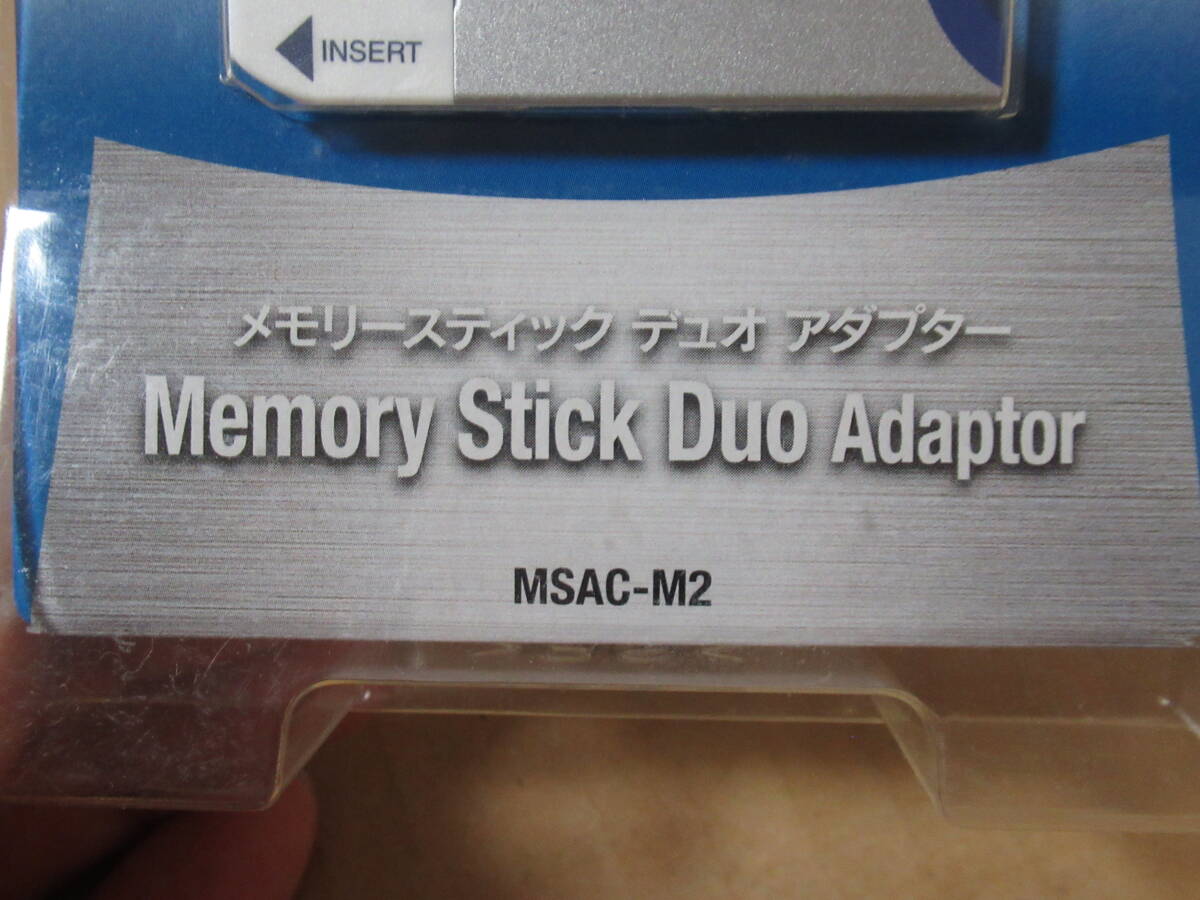 INSERT
メモリースティック デュオ アダプター
Memory Stick Duo Adaptor
MSAC-M2